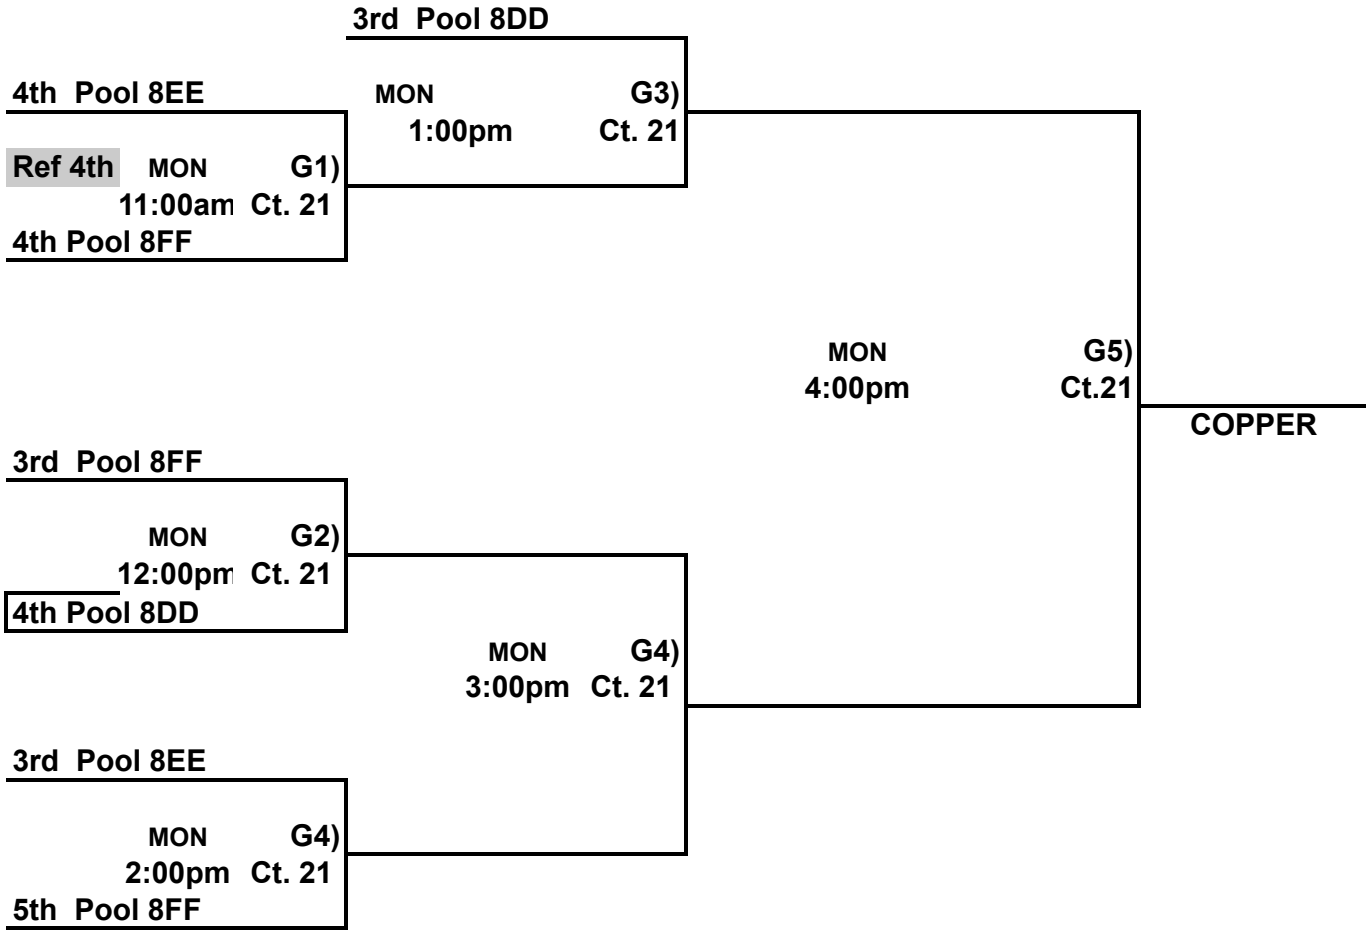 3rd  Pool 8DD
4th  Pool 8EE
MON G3)
1:00pm Ct. 21
Ref 4th MON G1)
11:00am Ct. 21
4th Pool 8FF
MON G5)
4:00pm Ct.21
COPPER
3rd  Pool 8FF
MON G2)
12:00pm Ct. 21
4th Pool 8DD
MON G4)
3:00pm Ct. 21
3rd  Pool 8EE
MON G4)
2:00pm Ct. 21
5th  Pool 8FF